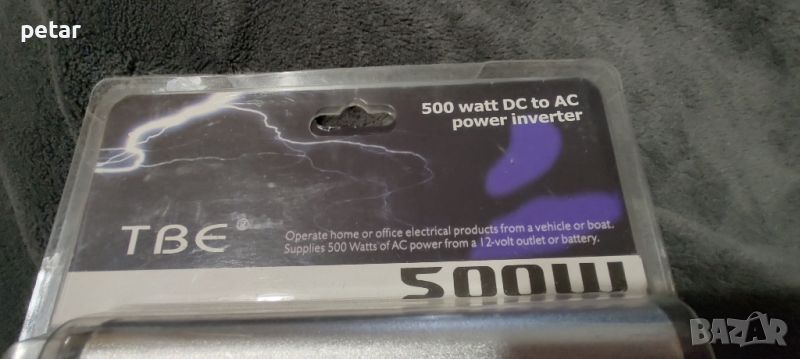 petar
500 watt DC to AC
power inverter
TBE®
Operate home or office electrical products from a vehicle or boat.
Supplies 500 Watts of AC power from a 12-volt outlet or battery.
500W
BAZAR